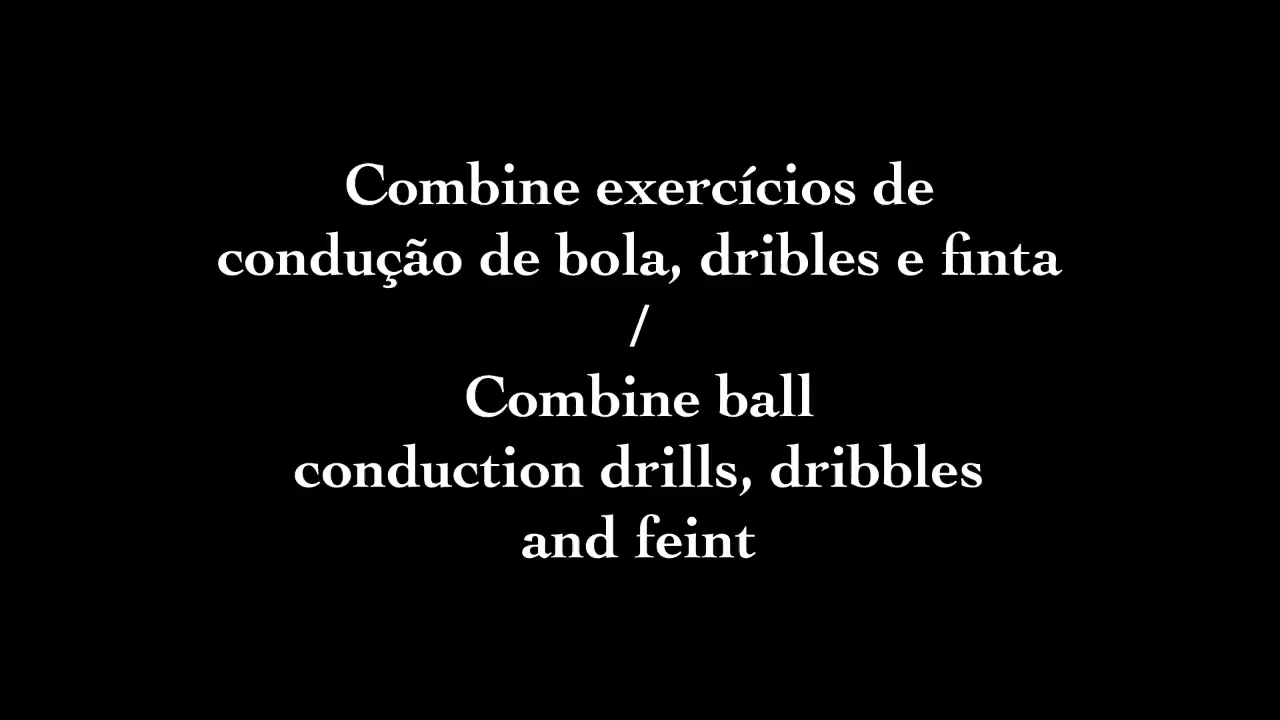 Combine exercícios de
condução de bola, dribles e finta
/
Combine ball
conduction drills, dribbles
and feint